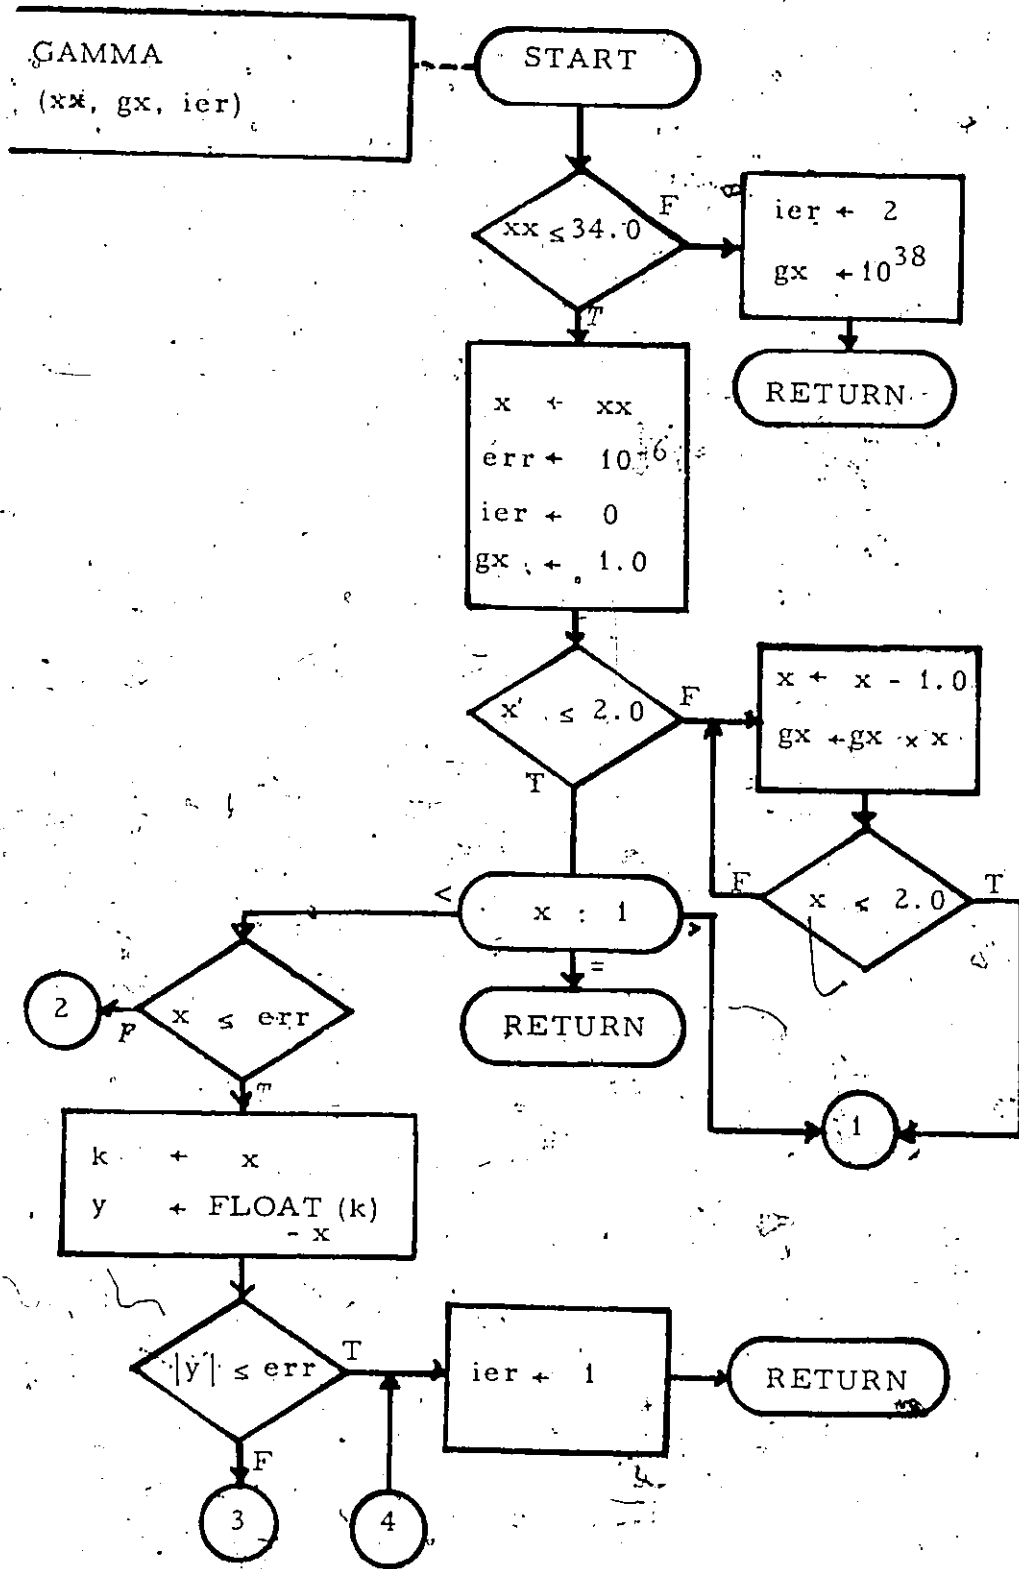 GAMMA
(xx, gx, ier)
START
xx ≤ 34.0
F
T
ier ← 2
gx ← 10^38
RETURN
x ← xx
err ← 10^-6
ier ← 0
gx ← 1.0
x ≤ 2.0
F
T
x ← x - 1.0
gx ← gx × x
x ≤ 2.0
F
T
x : 1
<
=
>
RETURN
x ≤ err
F
T
2
1
k ← x
y ← FLOAT (k)
- x
|y| ≤ err
T
F
ier ← 1
RETURN
3
4